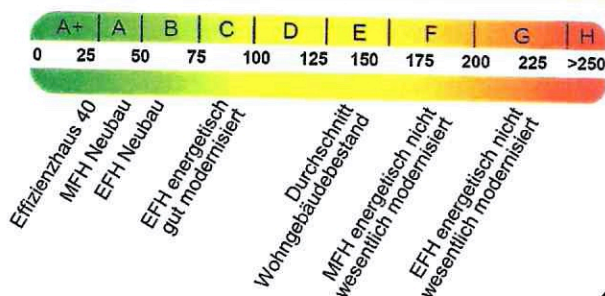 A+ A B C D E F G H
0 25 50 75 100 125 150 175 200 225 >250
Effizienzhaus 40
MFH Neubau
EFH Neubau
EFH energetisch
gut modernisiert
Durchschnitt
Wohngebäudebestand
MFH energetisch nicht
wesentlich modernisiert
EFH energetisch nicht
wesentlich modernisiert